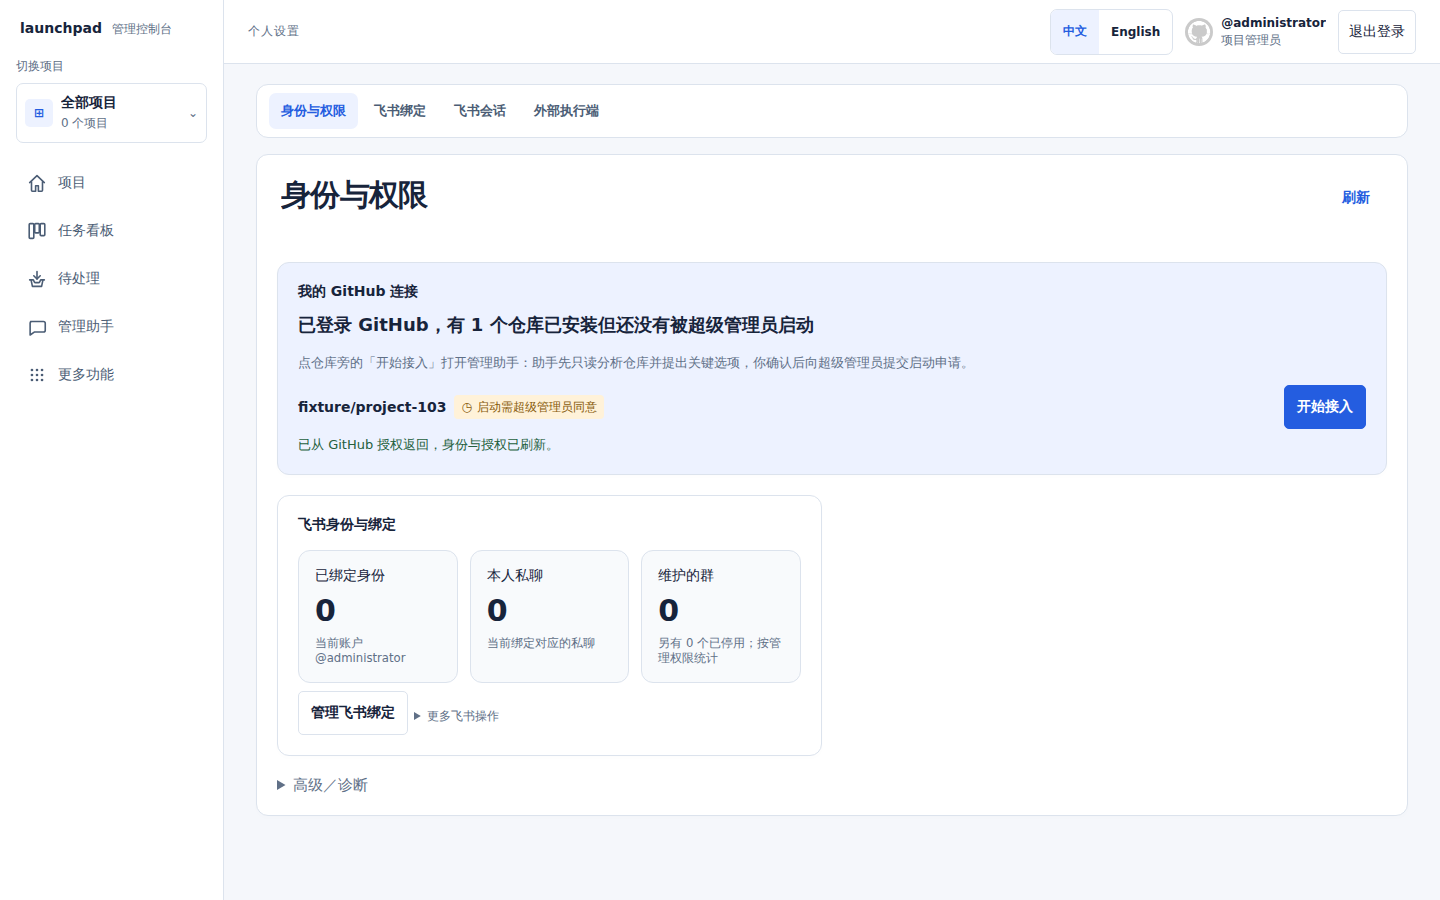 launchpad 管理控制台
切换项目
全部项目
0 个项目
项目
任务看板
待处理
管理助手
更多功能
个人设置
中文 English
@administrator
项目管理员
退出登录
身份与权限 飞书绑定 飞书会话 外部执行端
身份与权限
刷新
我的 GitHub 连接
已登录 GitHub，有 1 个仓库已安装但还没有被超级管理员启动
点仓库旁的「开始接入」打开管理助手：助手先只读分析仓库并提出关键选项，你确认后向超级管理员提交启动申请。
fixture/project-103 启动需超级管理员同意
开始接入
已从 GitHub 授权返回，身份与授权已刷新。
飞书身份与绑定
已绑定身份
0
当前账户
@administrator
本人私聊
0
当前绑定对应的私聊
维护的群
0
另有 0 个已停用；按管
理权限统计
管理飞书绑定
更多飞书操作
高级／诊断